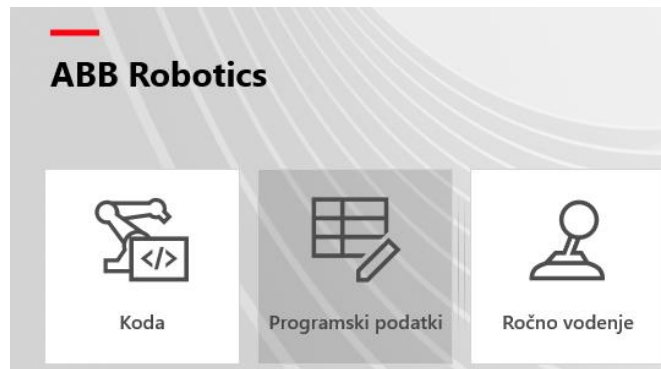 ABB Robotics
</>
Koda
Programski podatki
Ročno vodenje